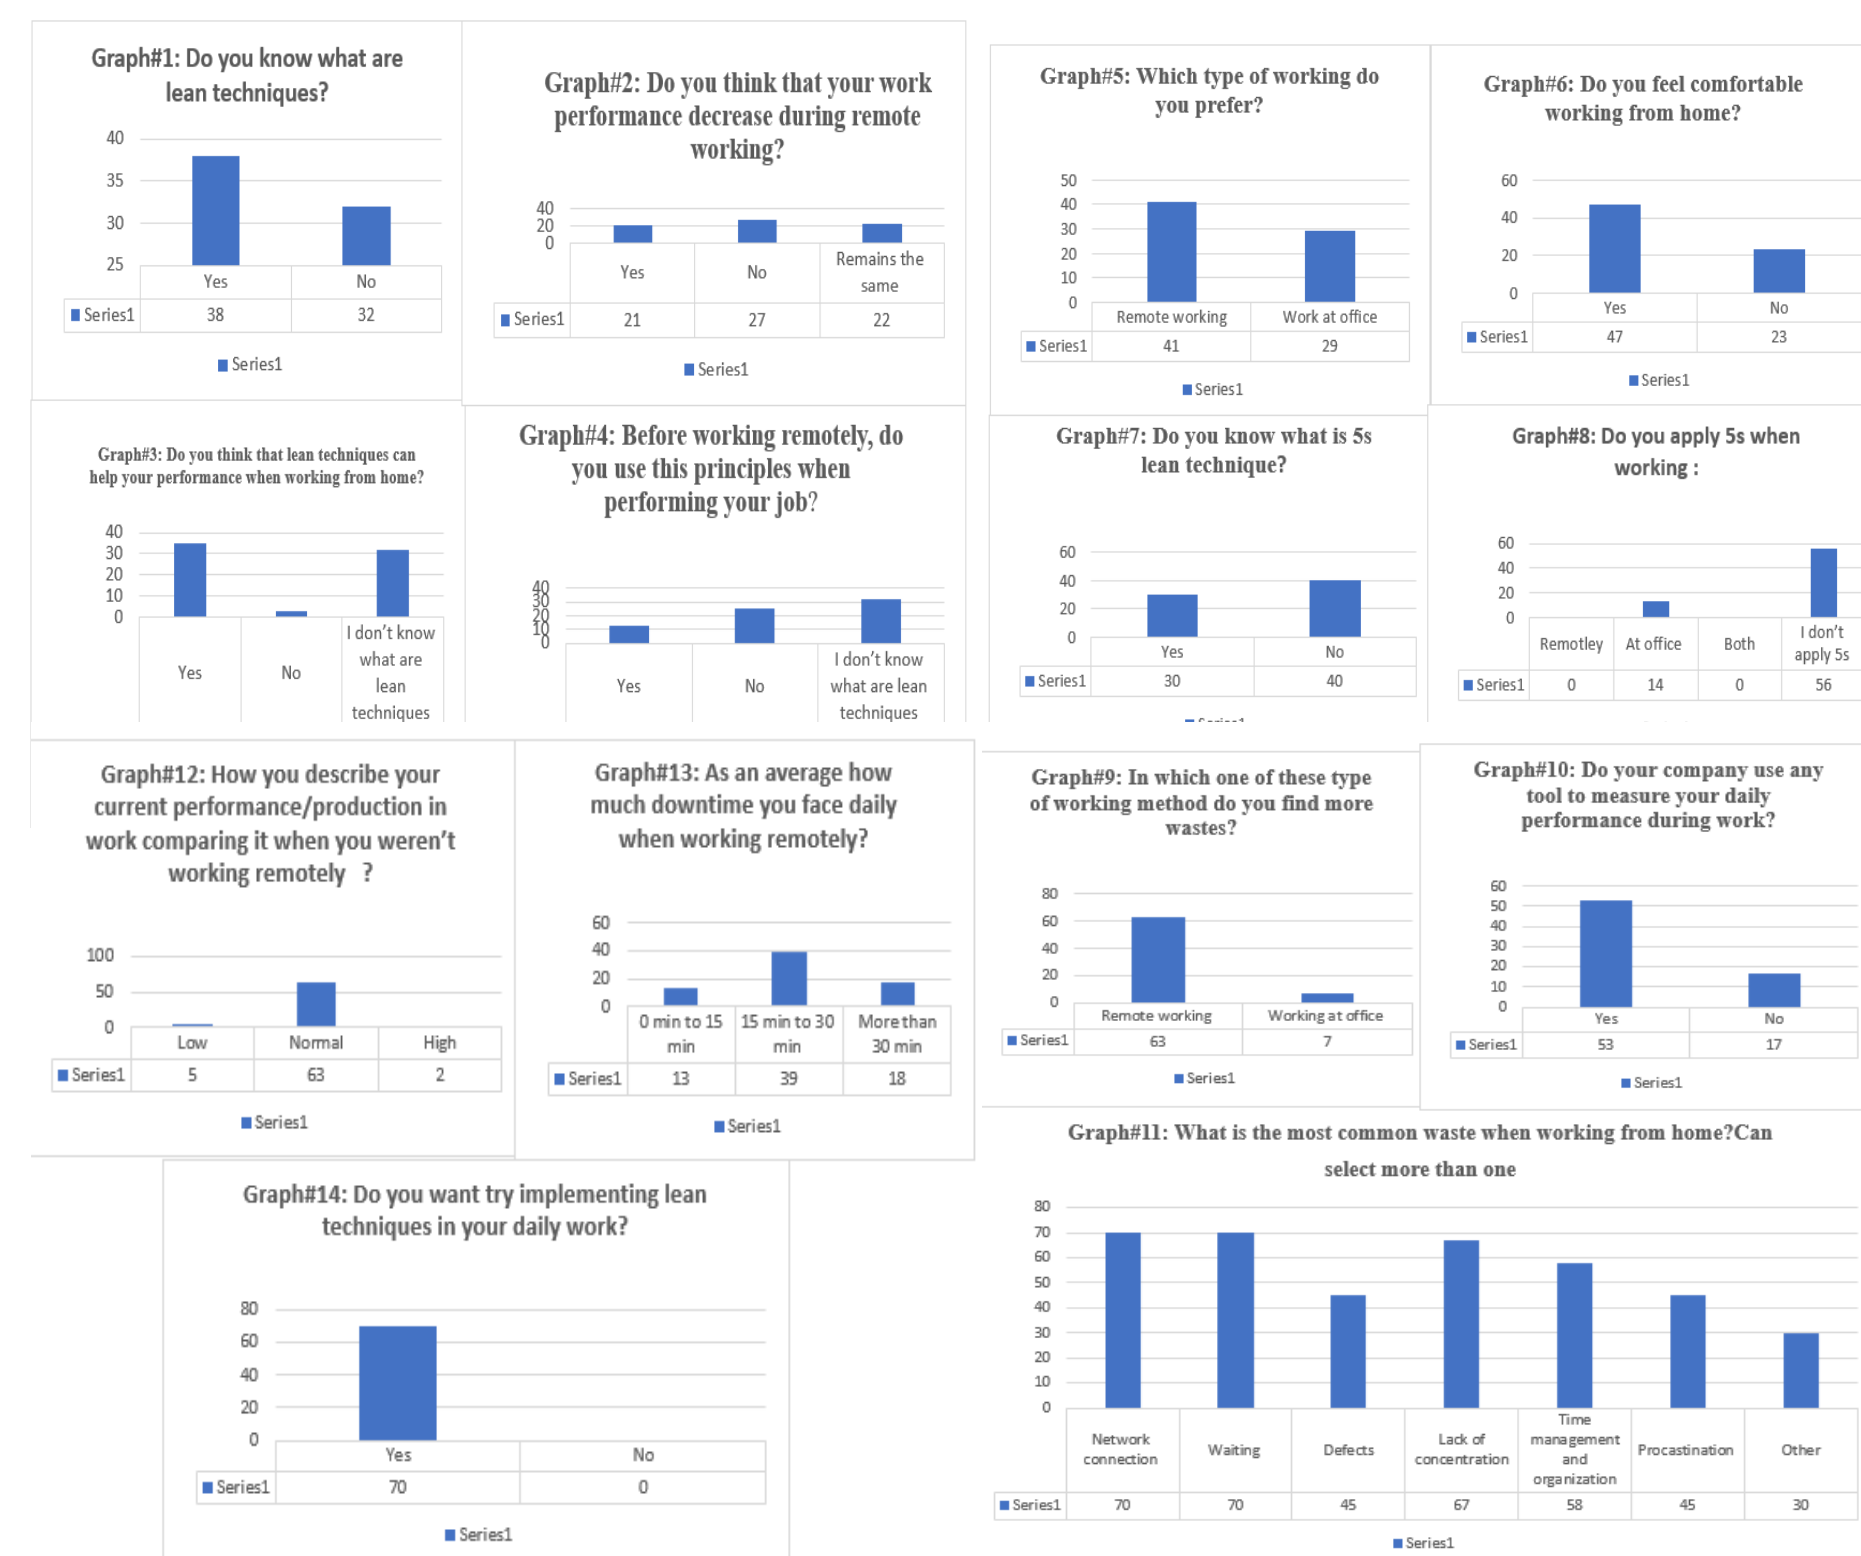 Graph#1: Do you know what are
lean techniques?
40
35
30
25
Yes No
Series1 38 32
Series1
Graph#2: Do you think that your work
performance decrease during remote
working?
40
20
0
Yes No Remains the
same
Series1 21 27 22
Series1
Graph#5: Which type of working do
you prefer?
50
40
30
20
10
0
Remote working Work at office
Series1 41 29
Series1
Graph#6: Do you feel comfortable
working from home?
60
40
20
0
Yes No
Series1 47 23
Series1
Graph#3: Do you think that lean techniques can
help your performance when working from home?
40
30
20
10
0
Yes No I don't know
what are
lean
techniques
Graph#4: Before working remotely, do
you use this principles when
performing your job?
40
30
20
10
0
Yes No I don't know
what are lean
techniques
Graph#7: Do you know what is 5s
lean technique?
60
40
20
0
Yes No
Series1 30 40
Series1
Graph#8: Do you apply 5s when
working :
60
40
20
0
Remotley At office Both I don't
apply 5s
Series1 0 14 0 56
Graph#12: How you describe your
current performance/production in
work comparing it when you weren't
working remotely ?
100
50
0
Low Normal High
Series1 5 63 2
Series1
Graph#13: As an average how
much downtime you face daily
when working remotely?
60
40
20
0
0 min to 15 15 min to 30 More than
min min 30 min
Series1 13 39 18
Series1
Graph#9: In which one of these type
of working method do you find more
wastes?
80
60
40
20
0
Remote working Working at office
Series1 63 7
Series1
Graph#10: Do your company use any
tool to measure your daily
performance during work?
60
50
40
30
20
10
0
Yes No
Series1 53 17
Series1
Graph#14: Do you want try implementing lean
techniques in your daily work?
80
60
40
20
0
Yes No
Series1 70 0
Series1
Graph#11: What is the most common waste when working from home?Can
select more than one
80
70
60
50
40
30
20
10
0
Network
connection
Waiting
Defects
Lack of
concentration
Time
management
and
organization
Procastination
Other
Series1 70 70 45 67 58 45 30
Series1